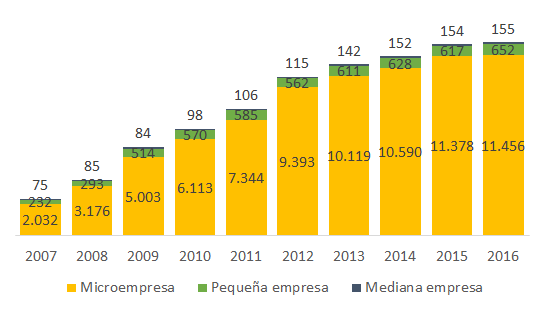 154 155
142 152
115 617 652
106 611 628
98 562
84 585
570
85 514
75 293 9.393 10.119 10.590 11.378 11.456
232 5.003 6.113 7.344
2.032 3.176
2007 2008 2009 2010 2011 2012 2013 2014 2015 2016
Microempresa Pequeña empresa Mediana empresa